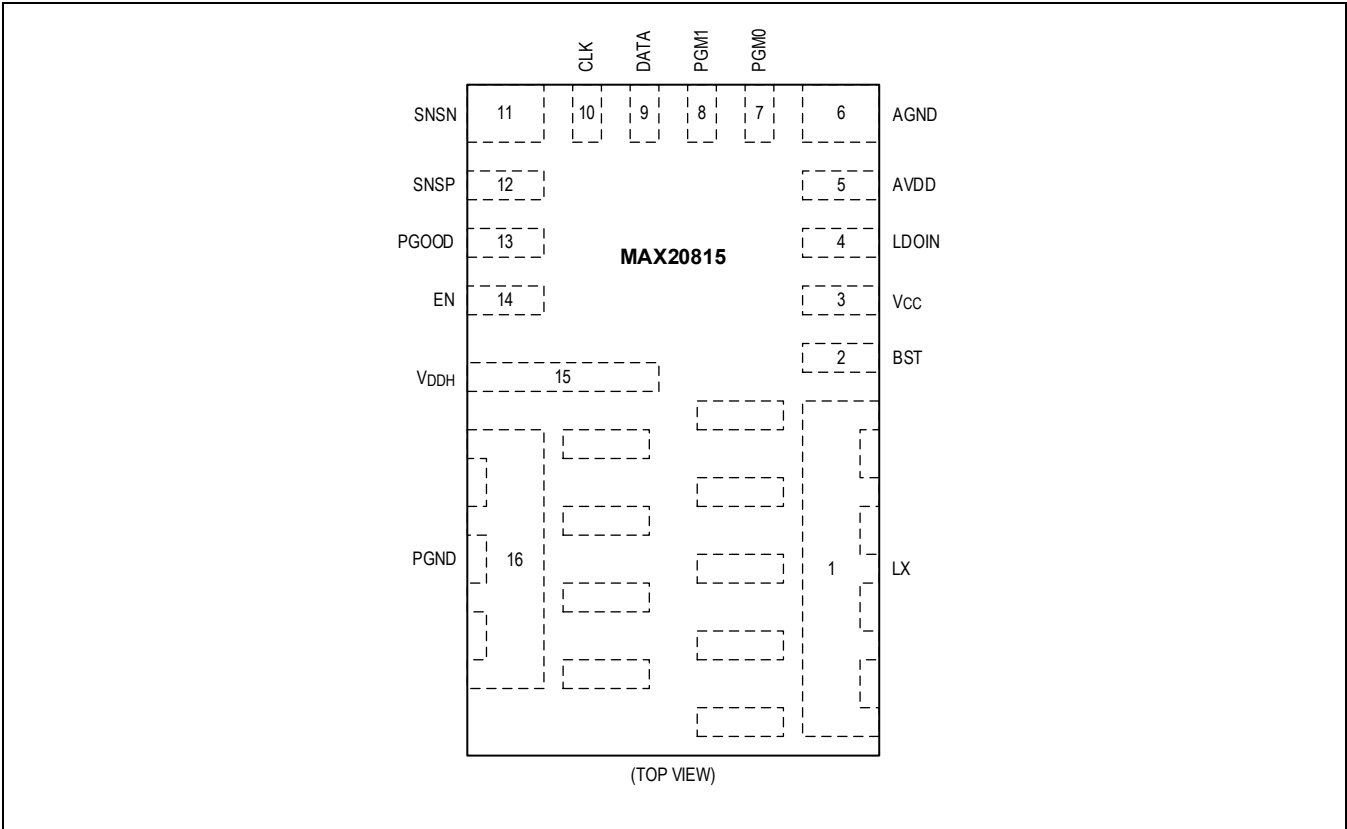 CLK DATA PGM1 PGM0
SNSN 11 10 9 8 7 6 AGND
SNSP 12 5 AVDD
PGOOD 13 4 LDOIN
MAX20815
EN 14 3 VCC
2 BST
VDDH 15
PGND 16 1 LX
(TOP VIEW)